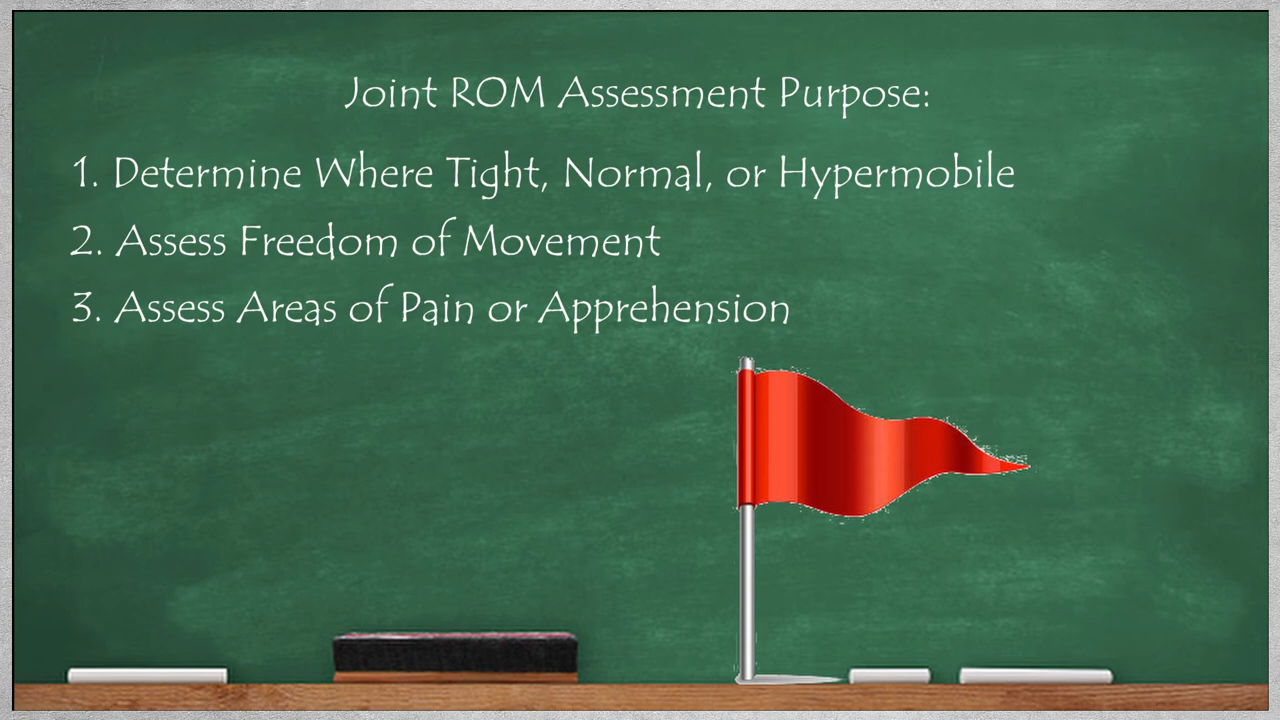 Joint ROM Assessment Purpose:
1. Determine Where Tight, Normal, or Hypermobile
2. Assess Freedom of Movement
3. Assess Areas of Pain or Apprehension